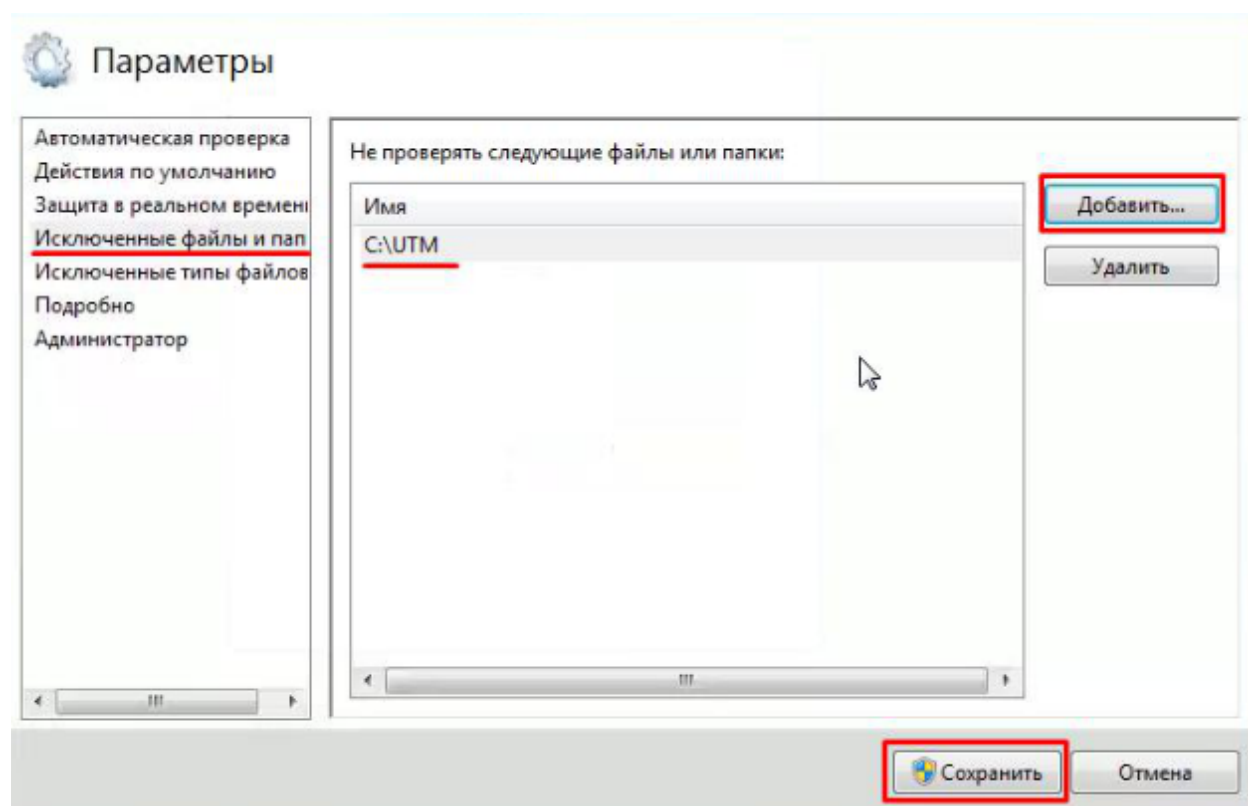 Параметры
Автоматическая проверка
Действия по умолчанию
Защита в реальном времени
Исключенные файлы и пап
Исключенные типы файлов
Подробно
Администратор
Не проверять следующие файлы или папки:
Имя
C:\UTM
Добавить...
Удалить
Сохранить
Отмена